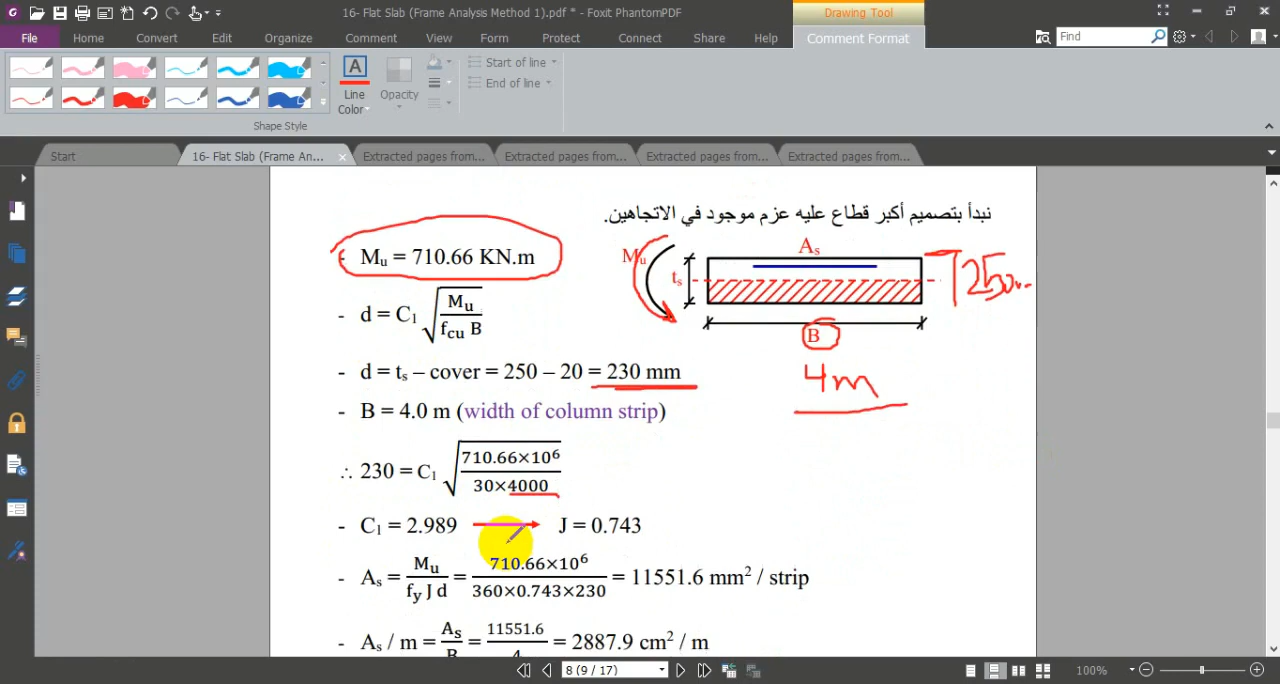 16- Flat Slab (Frame Analysis Method 1).pdf * - Foxit PhantomPDF
Drawing Tool
File Home Convert Edit Organize Comment View Form Protect Connect Share Help Comment Format Find
Line Color
Opacity
Start of line
End of line
Shape Style
Start
16- Flat Slab (Frame An...
Extracted pages from...
Extracted pages from...
Extracted pages from...
Extracted pages from...
نبدأ بتصميم أكبر قطاع عليه عزم موجود في الاتجاهين.
- Mu = 710.66 KN.m
Mu
As
ts
B
250
4m
- d = C1 √(Mu / fcu B)
- d = ts – cover = 250 – 20 = 230 mm
- B = 4.0 m (width of column strip)
∴ 230 = C1 √(710.66×10⁶ / 30×4000)
- C1 = 2.989 → J = 0.743
- As = Mu / fy J d = 710.66×10⁶ / 360×0.743×230 = 11551.6 mm² / strip
- As / m = As / B = 11551.6 / 4 = 2887.9 cm² / m
8 (9 / 17)
100%